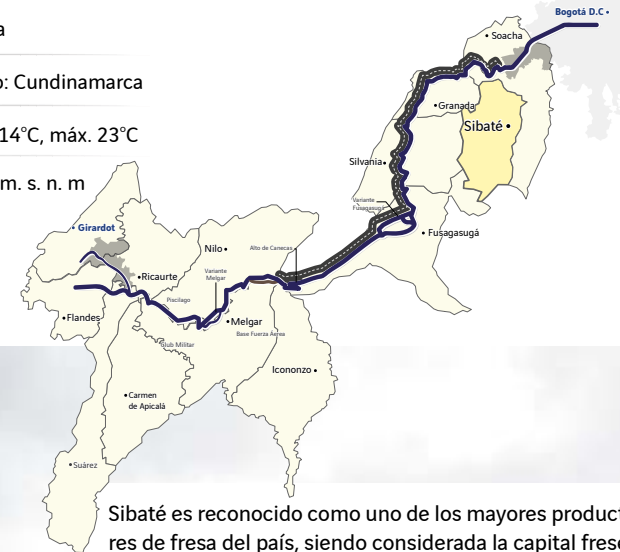 Bogotá D.C
a
Soacha
o: Cundinamarca
Granada
Sibaté
14°C, máx. 23°C
Silvania
m. s. n. m
Variante
Fusagasugá
Girardot
Fusagasugá
Nilo
Alto de Canecas
Ricaurte
Variante
Melgar
Piscilago
Flandes
Melgar
Base Fuerza Aérea
Club Militar
Iconozo
Carmen
de Apicalá
Suárez
Sibaté es reconocido como uno de los mayores product
res de fresa del país, siendo considerada la capital frese